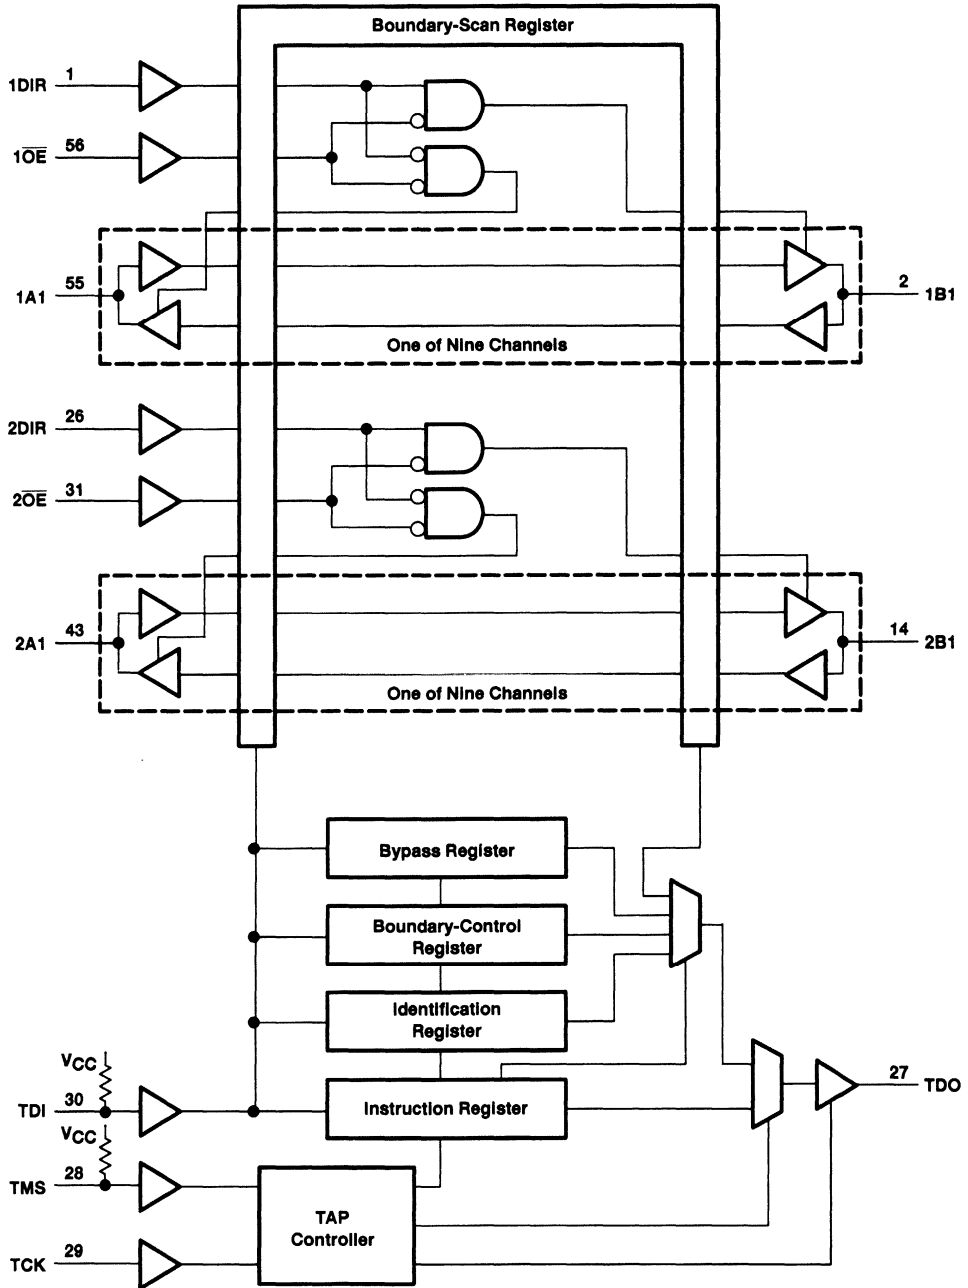 Boundary-Scan Register
1DIR 1
1O̅E̅ 56
1A1 55
2 1B1
One of Nine Channels
2DIR 26
2O̅E̅ 31
2A1 43
14 2B1
One of Nine Channels
Bypass Register
Boundary-Control
Register
Identification
Register
VCC
TDI 30
Instruction Register
27 TDO
VCC
TMS 28
TAP
Controller
TCK 29